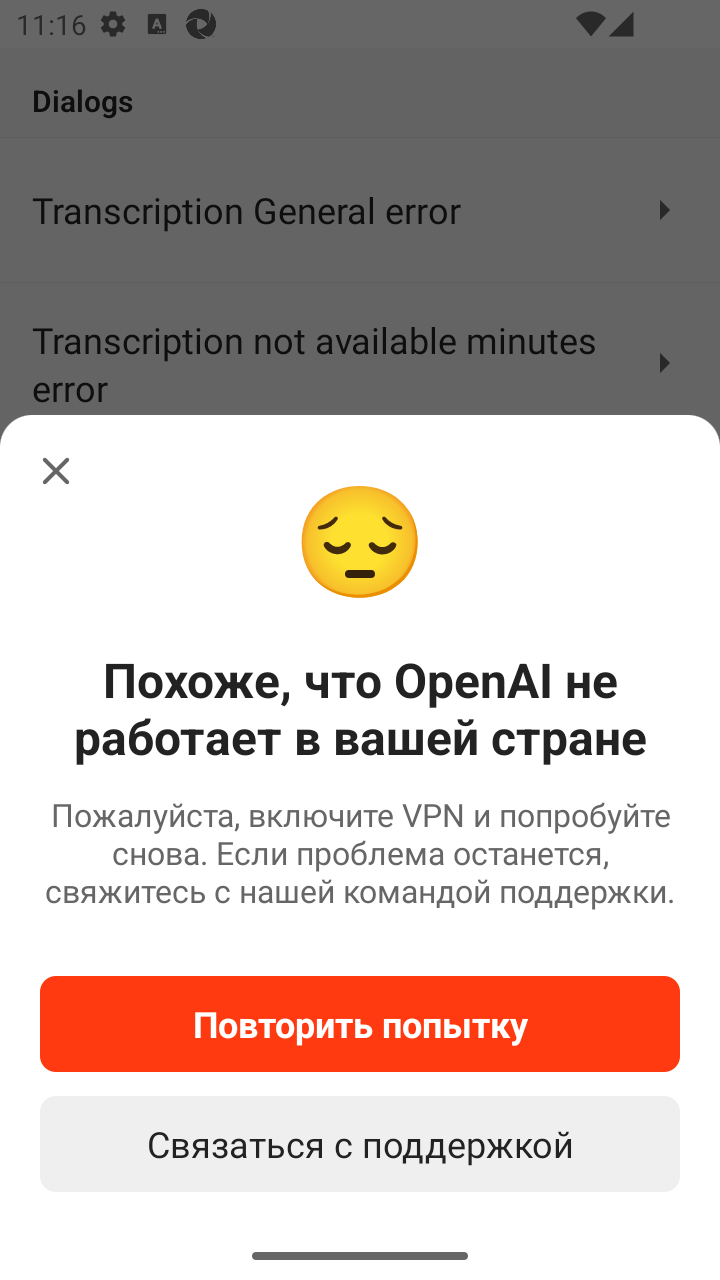 11:16
Dialogs
Transcription General error
Transcription not available minutes
error
Похоже, что OpenAI не
работает в вашей стране
Пожалуйста, включите VPN и попробуйте
снова. Если проблема останется,
свяжитесь с нашей командой поддержки.
Повторить попытку
Связаться с поддержкой